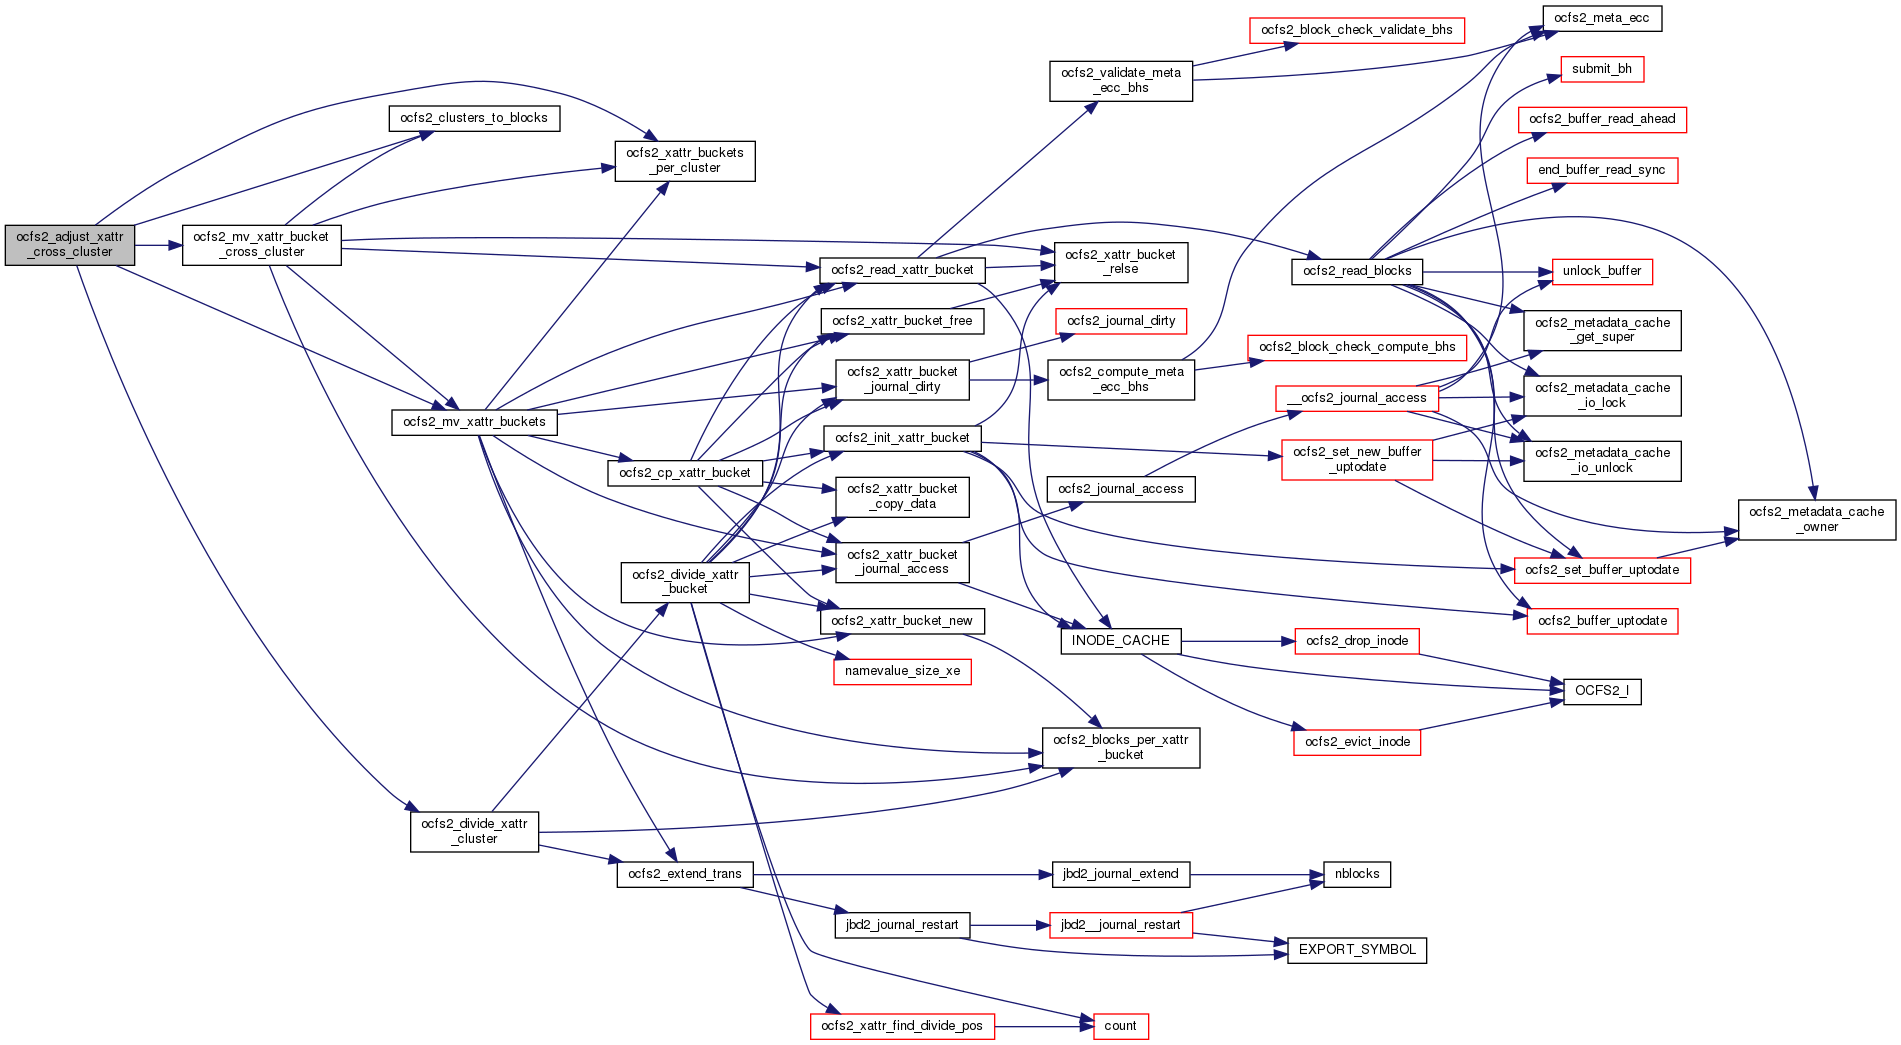 ocfs2_adjust_xattr
_cross_cluster
ocfs2_clusters_to_blocks
ocfs2_xattr_buckets
_per_cluster
ocfs2_mv_xattr_bucket
_cross_cluster
ocfs2_mv_xattr_buckets
ocfs2_divide_xattr
_cluster
ocfs2_cp_xattr_bucket
ocfs2_divide_xattr
_bucket
ocfs2_extend_trans
ocfs2_read_xattr_bucket
ocfs2_xattr_bucket_free
ocfs2_xattr_bucket
_journal_dirty
ocfs2_init_xattr_bucket
ocfs2_xattr_bucket
_copy_data
ocfs2_xattr_bucket
_journal_access
ocfs2_xattr_bucket_new
namevalue_size_xe
jbd2_journal_restart
ocfs2_xattr_find_divide_pos
ocfs2_validate_meta
_ecc_bhs
ocfs2_xattr_bucket
_relse
ocfs2_journal_dirty
ocfs2_compute_meta
_ecc_bhs
ocfs2_journal_access
INODE_CACHE
ocfs2_blocks_per_xattr
_bucket
jbd2_journal_extend
jbd2__journal_restart
count
ocfs2_block_check_validate_bhs
ocfs2_read_blocks
ocfs2_block_check_compute_bhs
__ocfs2_journal_access
ocfs2_set_new_buffer
_uptodate
ocfs2_drop_inode
ocfs2_evict_inode
nblocks
EXPORT_SYMBOL
ocfs2_meta_ecc
submit_bh
ocfs2_buffer_read_ahead
end_buffer_read_sync
unlock_buffer
ocfs2_metadata_cache
_get_super
ocfs2_metadata_cache
_io_lock
ocfs2_metadata_cache
_io_unlock
ocfs2_set_buffer_uptodate
ocfs2_buffer_uptodate
OCFS2_I
ocfs2_metadata_cache
_owner